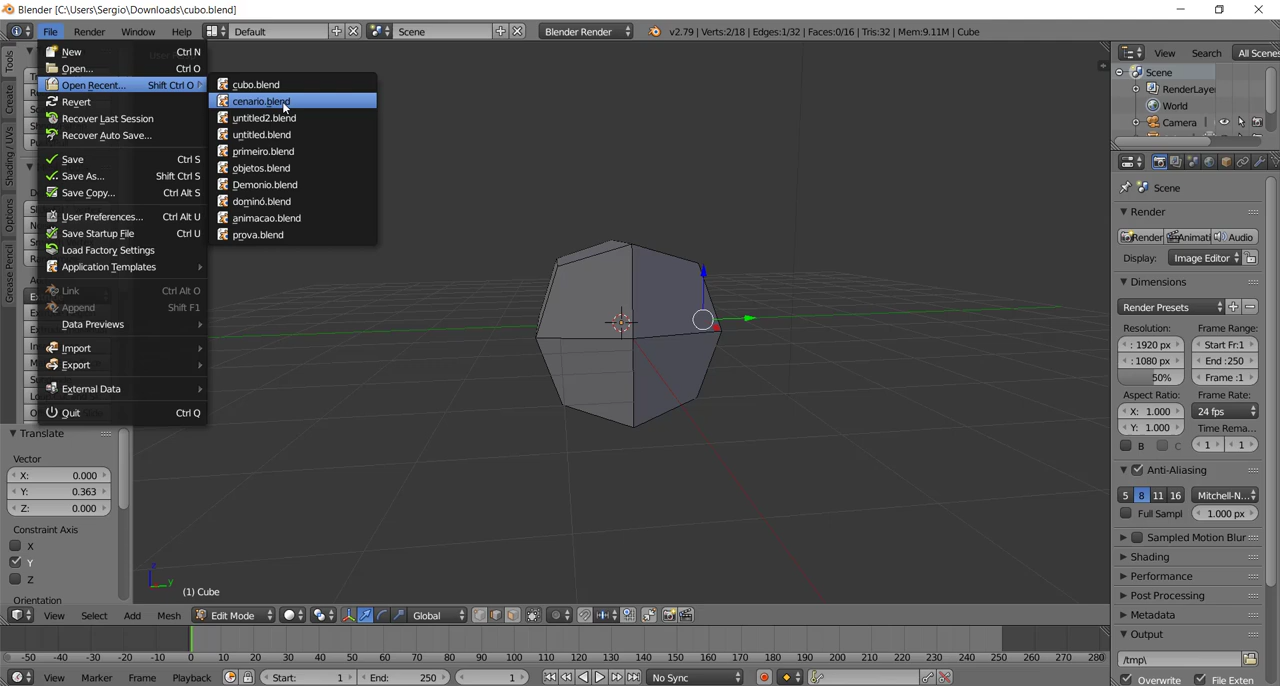 Blender [C:\Users\Sergio\Downloads\cubo.blend]
File Render Window Help Default Scene Blender Render v2.79 | Verts:2/18 | Edges:1/32 | Faces:0/16 | Tris:32 | Mem:9.11M | Cube
New Ctrl N
Open... Ctrl O
Open Recent... Shift Ctrl O
Revert
Recover Last Session
Recover Auto Save...
Save Ctrl S
Save As... Shift Ctrl S
Save Copy... Ctrl Alt S
User Preferences... Ctrl Alt U
Save Startup File Ctrl U
Load Factory Settings
Application Templates
Link Ctrl Alt O
Append Shift F1
Data Previews
Import
Export
External Data
Quit Ctrl Q
cubo.blend
cenario.blend
untitled2.blend
untitled.blend
primeiro.blend
objetos.blend
Demonio.blend
dominó.blend
animacao.blend
prova.blend
Tools
Create
Shading / UVs
Grease Pencil
Translate
Vector
X: 0.000
Y: 0.363
Z: 0.000
Constraint Axis
X
Y
Z
Orientation
z
y
(1) Cube
View Search All Scenes
Scene
RenderLaye
World
Camera
Scene
Render
Render Animati Audio
Display: Image Editor
Dimensions
Render Presets
Resolution: Frame Range:
: 1920 px Start Fr:1
: 1080 px End :250
50% Frame :1
Aspect Ratio: Frame Rate:
X: 1.000 24 fps
Y: 1.000 Time Rema...
B C 1 1
Anti-Aliasing
5 8 11 16 Mitchell-N...
Full Sampl 1.000 px
Sampled Motion Blur
Shading
Performance
Post Processing
Metadata
Output
/tmp\
Overwrite File Exten
View Select Add Mesh Edit Mode Global
-50 -40 -30 -20 -10 0 10 20 30 40 50 60 70 80 90 100 110 120 130 140 150 160 170 180 190 200 210 220 230 240 250 260 270 280
View Marker Frame Playback Start: 1 End: 250 1 No Sync